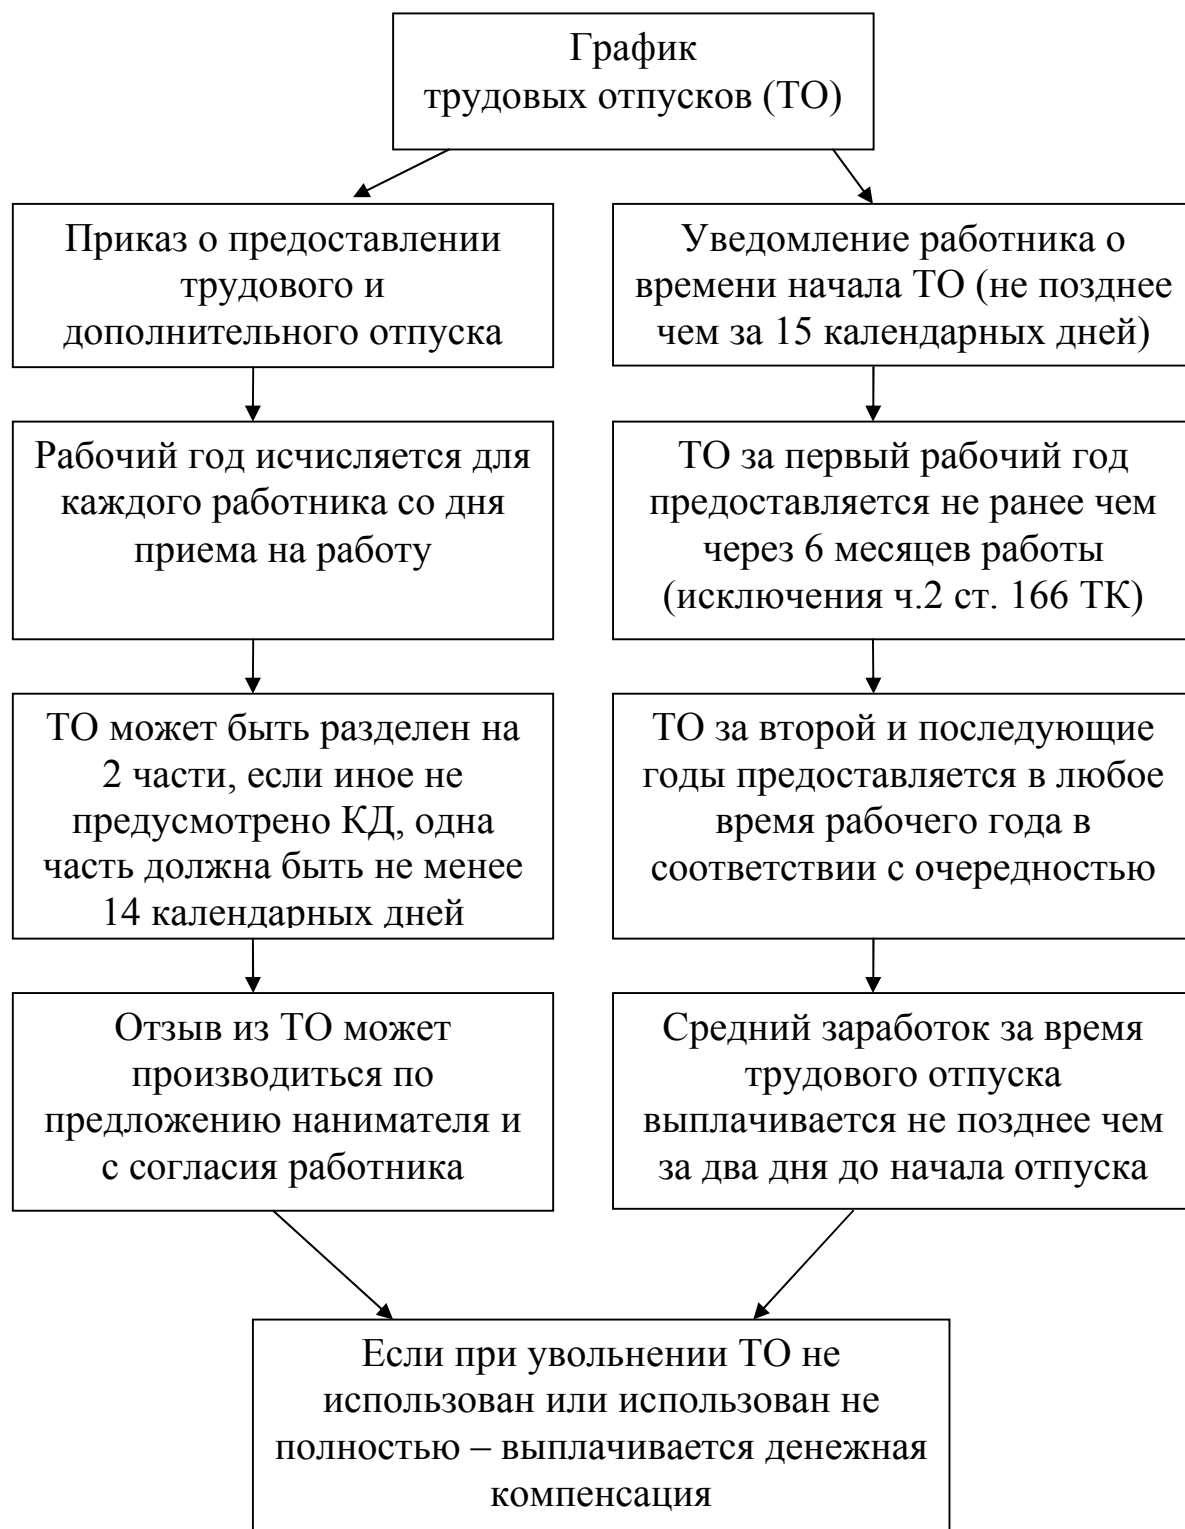 График
трудовых отпусков (ТО)
Приказ о предоставлении
трудового и
дополнительного отпуска
Уведомление работника о
времени начала ТО (не позднее
чем за 15 календарных дней)
Рабочий год исчисляется для
каждого работника со дня
приема на работу
ТО за первый рабочий год
предоставляется не ранее чем
через 6 месяцев работы
(исключения ч.2 ст. 166 ТК)
ТО может быть разделен на
2 части, если иное не
предусмотрено КД, одна
часть должна быть не менее
14 календарных дней
ТО за второй и последующие
годы предоставляется в любое
время рабочего года в
соответствии с очередностью
Отзыв из ТО может
производиться по
предложению нанимателя и
с согласия работника
Средний заработок за время
трудового отпуска
выплачивается не позднее чем
за два дня до начала отпуска
Если при увольнении ТО не
использован или использован не
полностью – выплачивается денежная
компенсация